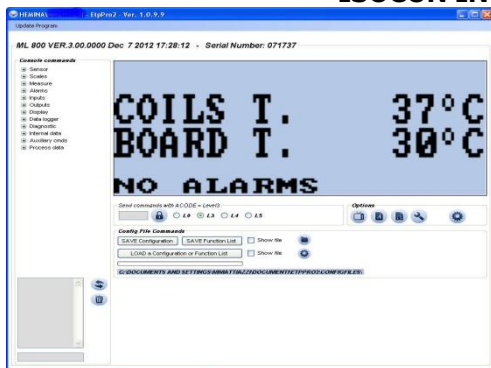 HEMINA EtpPro2 - Ver. 1.0.9.9
Update Program
ML 800 VER.3.00.0000 Dec 7 2012 17:28:12 - Serial Number: 071737
Console commands
Sensor
Scales
Measure
Alarms
Inputs
Outputs
Display
Data logger
Diagnostic
Internal data
Auxiliary cmds
Process data
COILS T. 37°C
BOARD T. 30°C
NO ALARMS
Send commands with ACODE = Level3
L0 L3 L4 L5
Options
Config File Commands
SAVE Configuration SAVE Function List Show file
LOAD a Configuration or Function List Show file